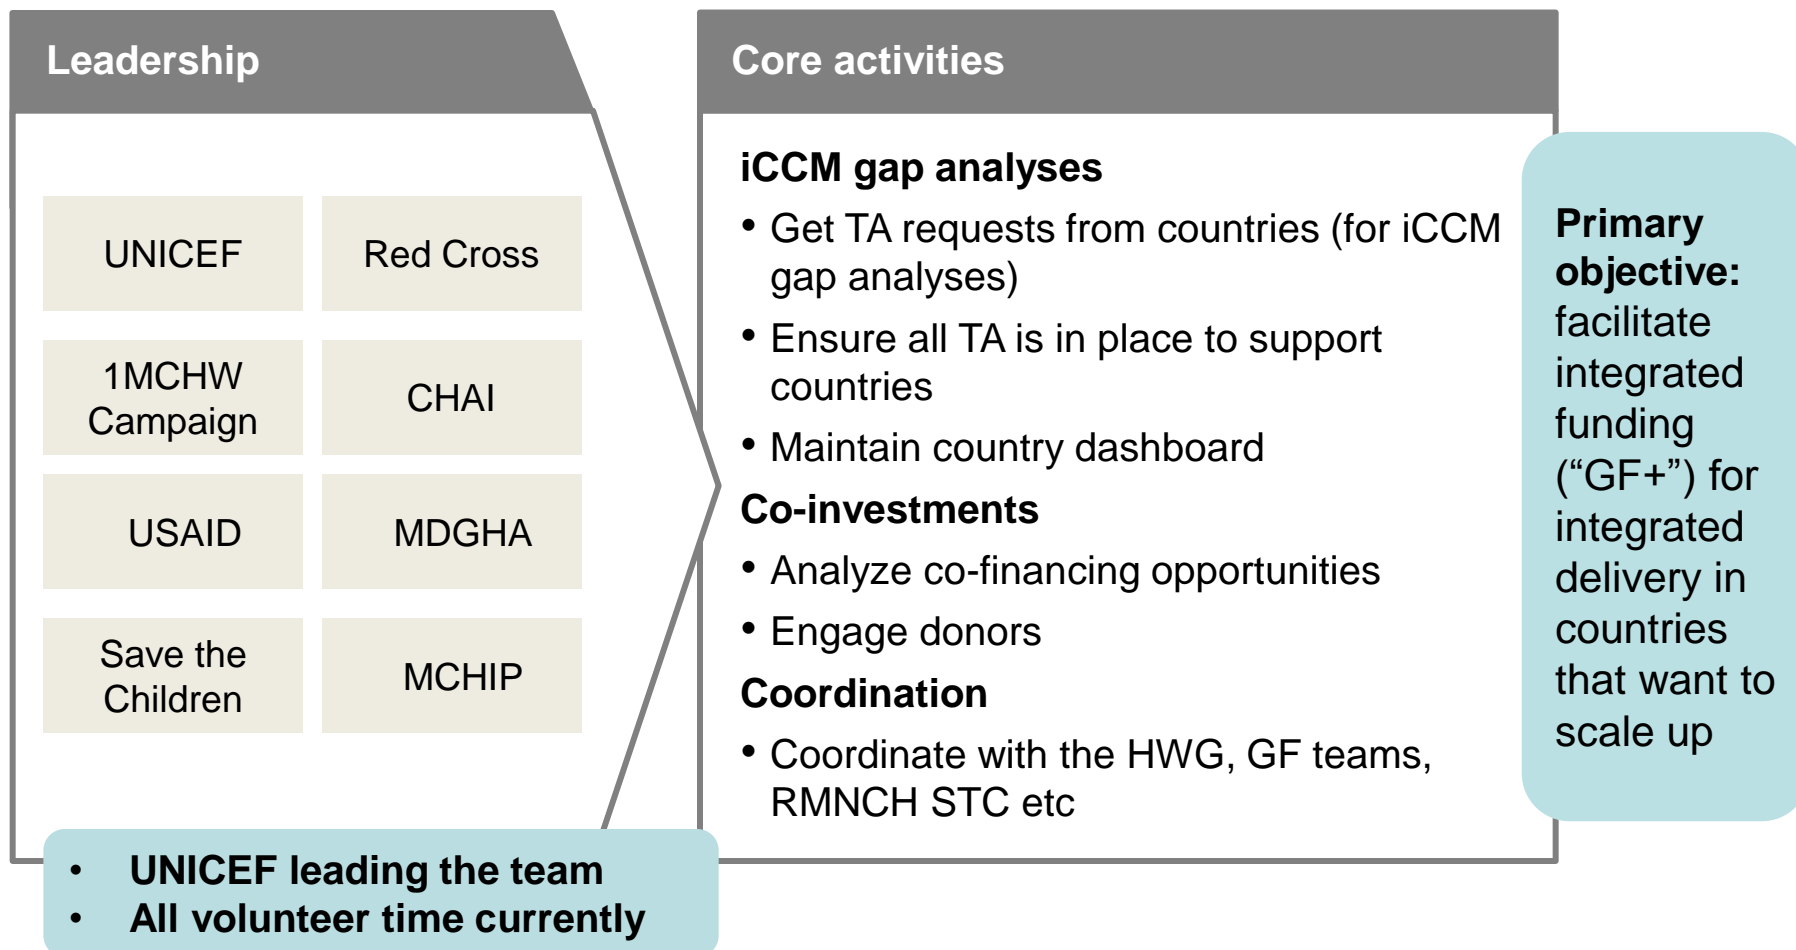 Leadership
UNICEF
Red Cross
1MCHW
Campaign
CHAI
USAID
MDGHA
Save the
Children
MCHIP
• UNICEF leading the team
• All volunteer time currently
Core activities
iCCM gap analyses
• Get TA requests from countries (for iCCM
gap analyses)
• Ensure all TA is in place to support
countries
• Maintain country dashboard
Co-investments
• Analyze co-financing opportunities
• Engage donors
Coordination
• Coordinate with the HWG, GF teams,
RMNCH STC etc
Primary
objective:
facilitate
integrated
funding
(“GF+”) for
integrated
delivery in
countries
that want to
scale up